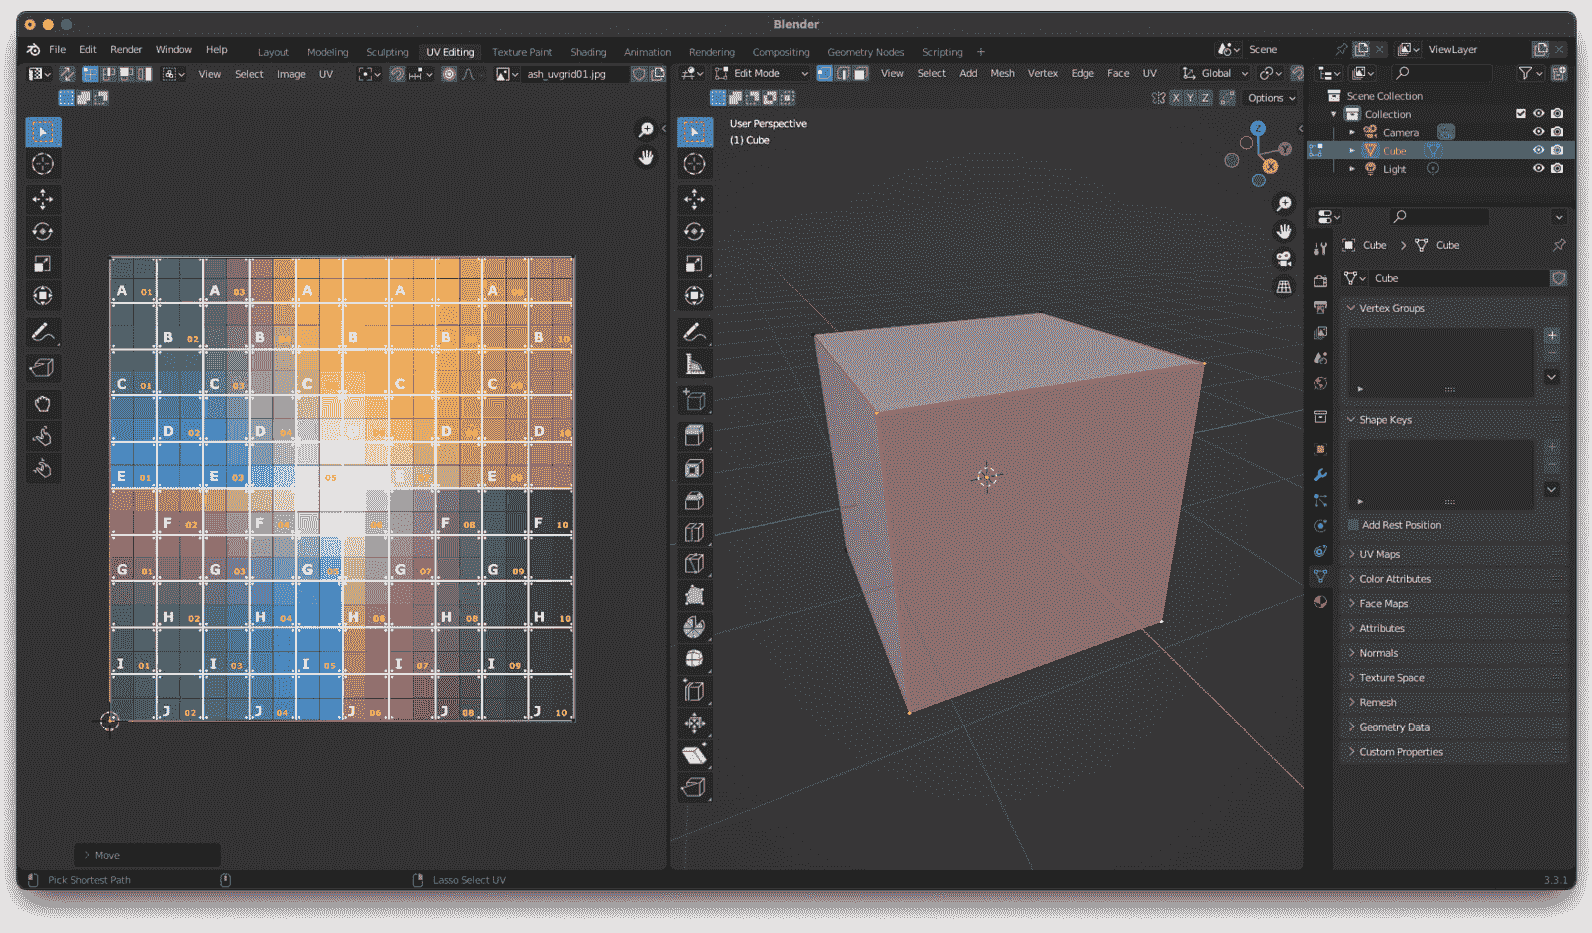 Blender
File Edit Render Window Help
Layout Modeling Sculpting UV Editing Texture Paint Shading Animation Rendering Compositing Geometry Nodes Scripting +
Scene
ViewLayer
View Select Image UV
ash_uvgrid01.jpg
Edit Mode
View Select Add Mesh Vertex Edge Face UV
Global
X Y Z
Options
User Perspective
(1) Cube
Z
Y
X
A 01 A 03 A A A
B 02 B B B B 10
C 01 C 03 C C C
D 02 D 04 D D
E 01 E 03 05 E E
F 02 F F 08 F 10
G 01 G 03 G G 07 G 09
H 02 H 04 H 06 H 08 H 10
I 01 I 03 I 05 I 07 I 09
J 02 J 04 J 06 J 08 J 10
Move
Pick Shortest Path
Lasso Select UV
Scene Collection
Collection
Camera
Cube
Light
Cube > Cube
Cube
Vertex Groups
Shape Keys
Add Rest Position
UV Maps
Color Attributes
Face Maps
Attributes
Normals
Texture Space
Remesh
Geometry Data
Custom Properties
3.3.1